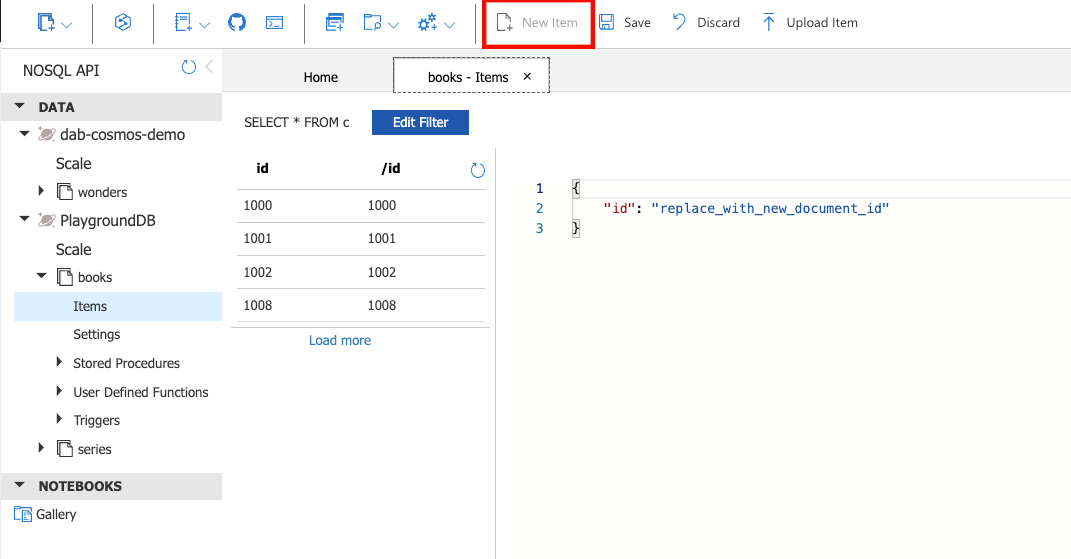 New Item Save Discard Upload Item
NOSQL API
DATA
dab-cosmos-demo
Scale
wonders
PlaygroundDB
Scale
books
Items
Settings
Stored Procedures
User Defined Functions
Triggers
series
NOTEBOOKS
Gallery
Home books - Items ×
SELECT * FROM c Edit Filter
id /id
1000 1000
1001 1001
1002 1002
1008 1008
Load more
1 {
2 "id": "replace_with_new_document_id"
3 }